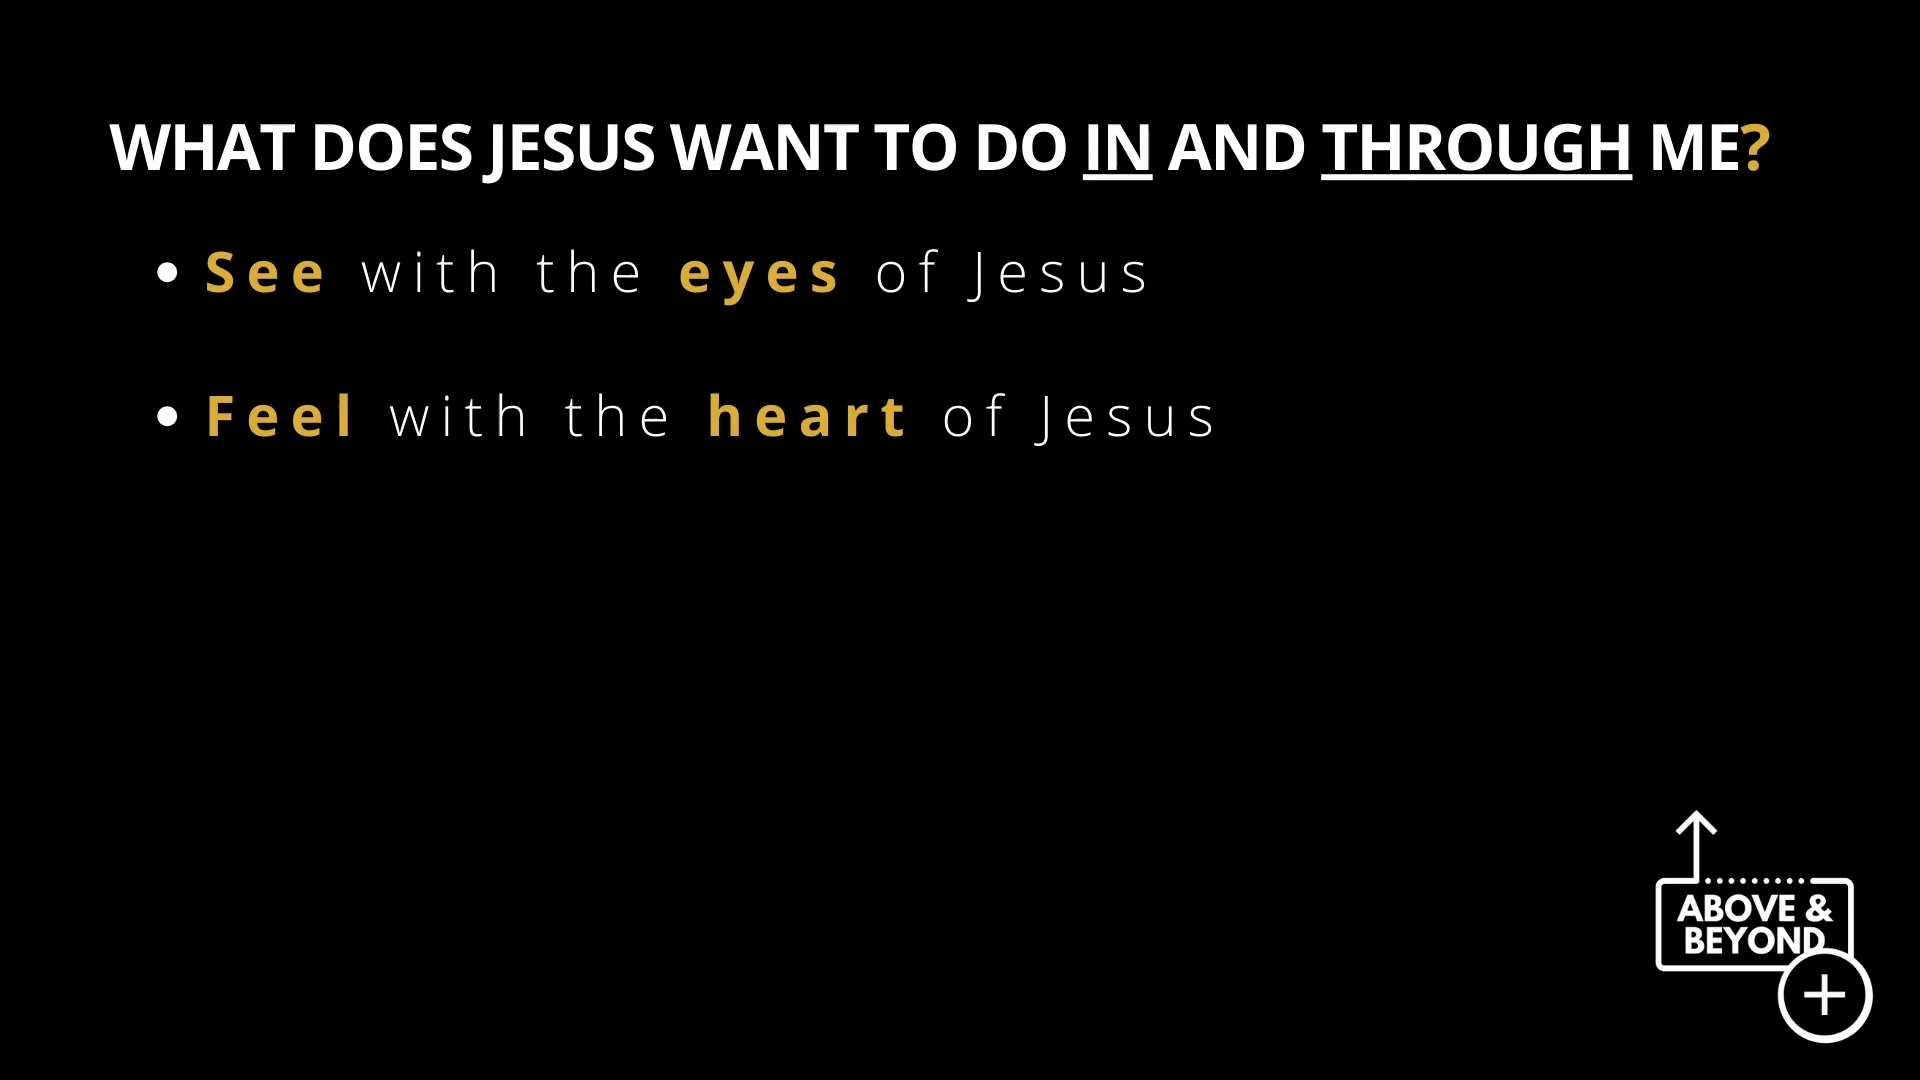 WHAT DOES JESUS WANT TO DO IN AND THROUGH ME?
• See with the eyes of Jesus
• Feel with the heart of Jesus
ABOVE &
BEYOND
+